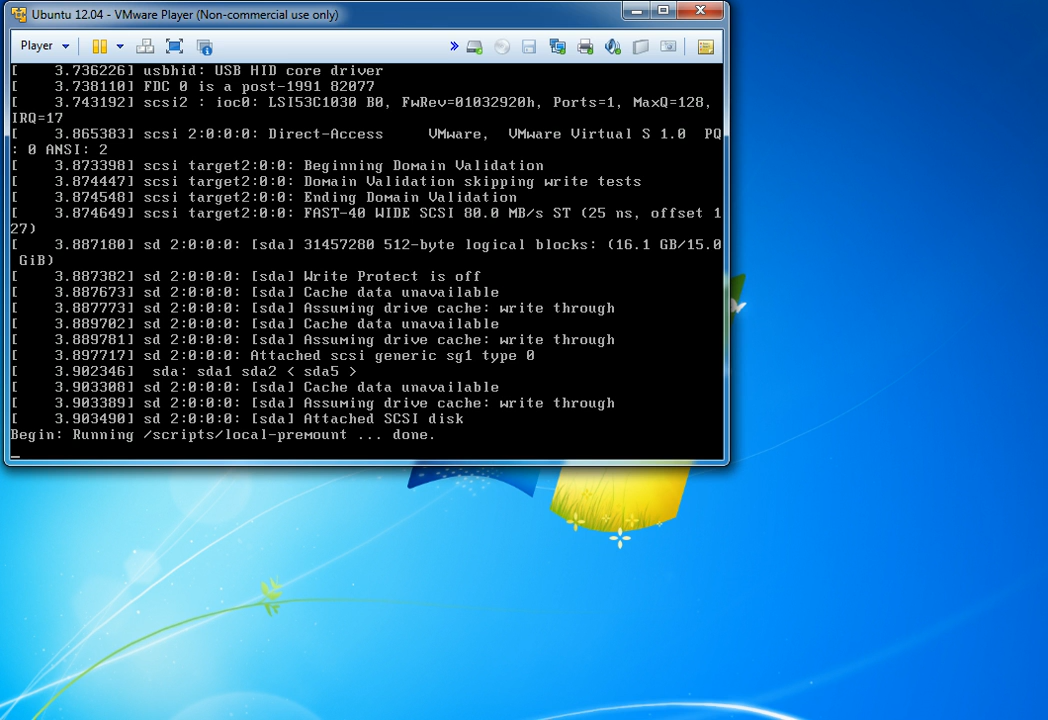 Ubuntu 12.04 - VMware Player (Non-commercial use only)
Player
[    3.736226] usbhid: USB HID core driver
[    3.738110] FDC 0 is a post-1991 82077
[    3.743192] scsi2 : ioc0: LSI53C1030 B0, FwRev=01032920h, Ports=1, MaxQ=128,
IRQ=17
[    3.865383] scsi 2:0:0:0: Direct-Access     VMware,  VMware Virtual S 1.0  PQ
: 0 ANSI: 2
[    3.873398] scsi target2:0:0: Beginning Domain Validation
[    3.874447] scsi target2:0:0: Domain Validation skipping write tests
[    3.874548] scsi target2:0:0: Ending Domain Validation
[    3.874649] scsi target2:0:0: FAST-40 WIDE SCSI 80.0 MB/s ST (25 ns, offset 1
27)
[    3.887180] sd 2:0:0:0: [sda] 31457280 512-byte logical blocks: (16.1 GB/15.0
 GiB)
[    3.887382] sd 2:0:0:0: [sda] Write Protect is off
[    3.887673] sd 2:0:0:0: [sda] Cache data unavailable
[    3.887773] sd 2:0:0:0: [sda] Assuming drive cache: write through
[    3.889702] sd 2:0:0:0: [sda] Cache data unavailable
[    3.889781] sd 2:0:0:0: [sda] Assuming drive cache: write through
[    3.897717] sd 2:0:0:0: Attached scsi generic sg1 type 0
[    3.902346]  sda: sda1 sda2 < sda5 >
[    3.903308] sd 2:0:0:0: [sda] Cache data unavailable
[    3.903389] sd 2:0:0:0: [sda] Assuming drive cache: write through
[    3.903490] sd 2:0:0:0: [sda] Attached SCSI disk
Begin: Running /scripts/local-premount ... done.